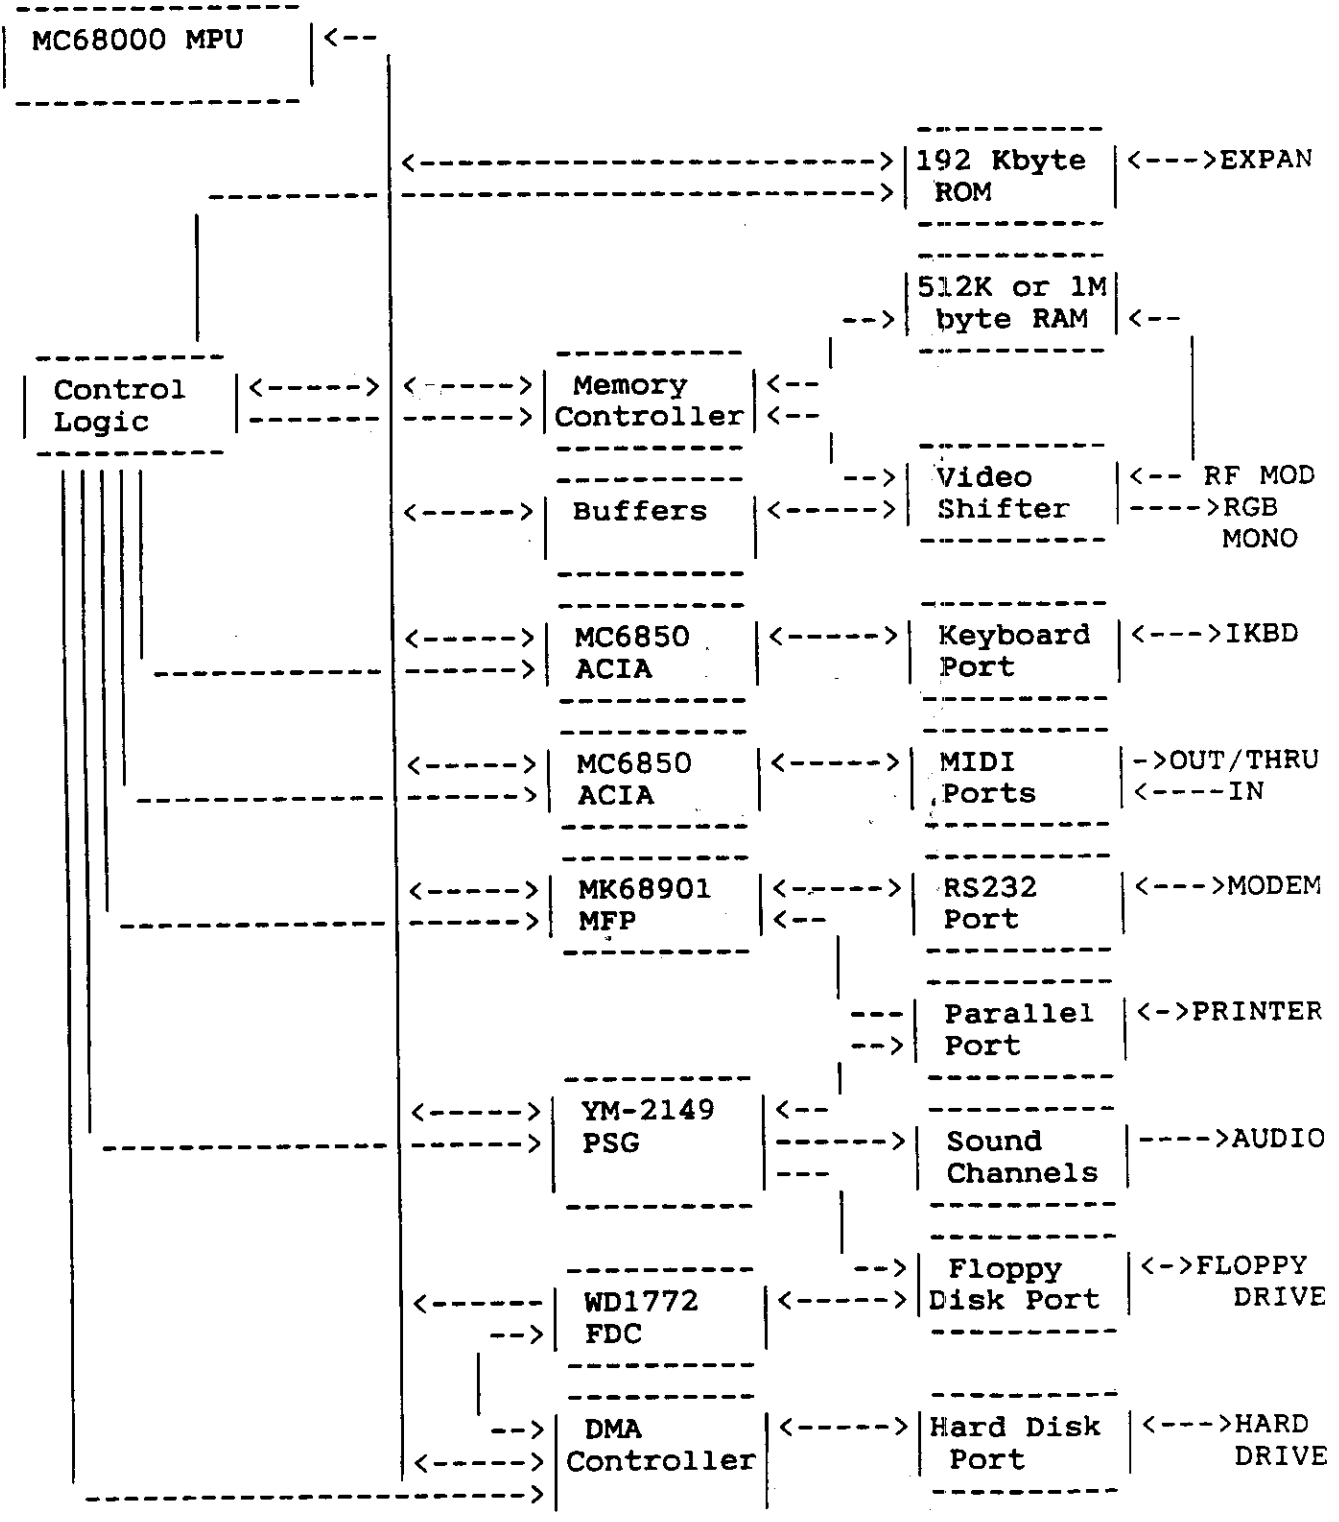 MC68000 MPU
192 Kbyte
ROM
EXPAN
512K or 1M
byte RAM
Control
Logic
Memory
Controller
Video
Shifter
RF MOD
RGB
MONO
Buffers
MC6850
ACIA
Keyboard
Port
IKBD
MC6850
ACIA
MIDI
Ports
OUT/THRU
IN
MK68901
MFP
RS232
Port
MODEM
Parallel
Port
PRINTER
YM-2149
PSG
Sound
Channels
AUDIO
WD1772
FDC
Floppy
Disk Port
FLOPPY
DRIVE
DMA
Controller
Hard Disk
Port
HARD
DRIVE